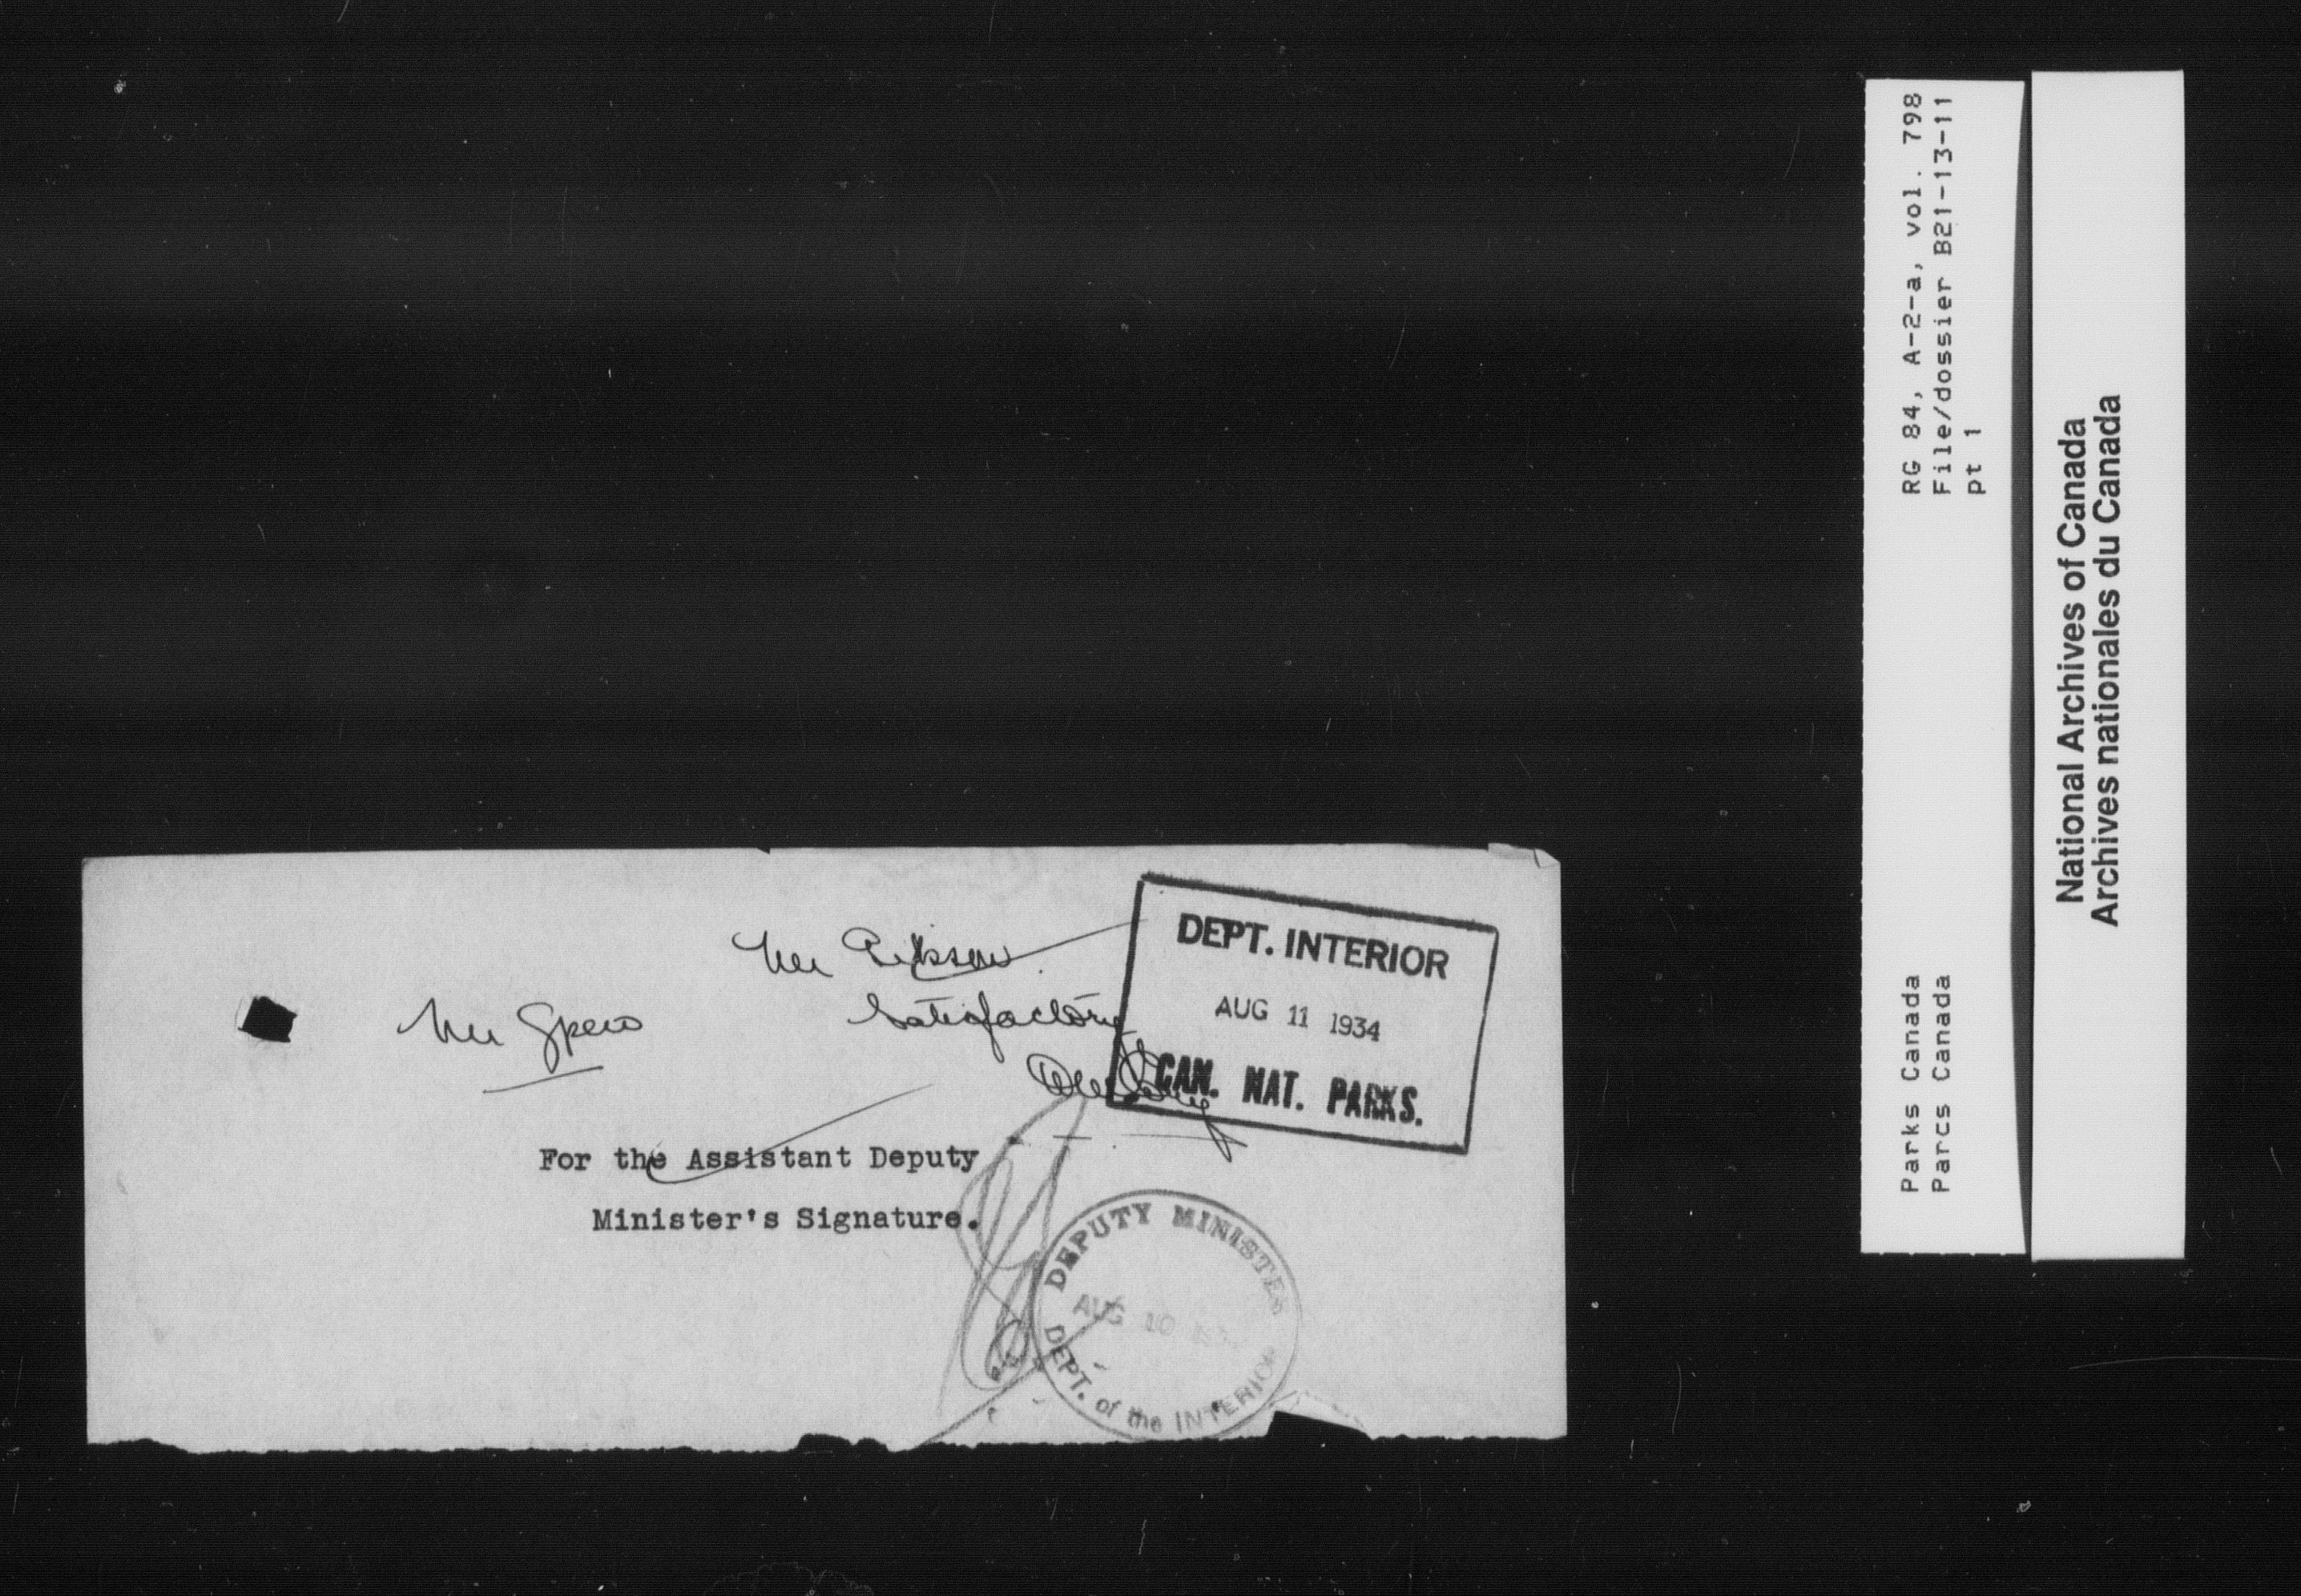 Mr Gibson
Mr Spero
Satisfactory
For the Assistant Deputy
Minister's Signature.
DEPT. INTERIOR
AUG 11 1934
CAN. NAT. PARKS.
DEPUTY MINISTER
AUG 10
DEPT. of the INTERIOR
RG 84, A-2-a, vol. 798
File/dossier B21-13-11
pt 1
Parks Canada
Parcs Canada
National Archives of Canada
Archives nationales du Canada